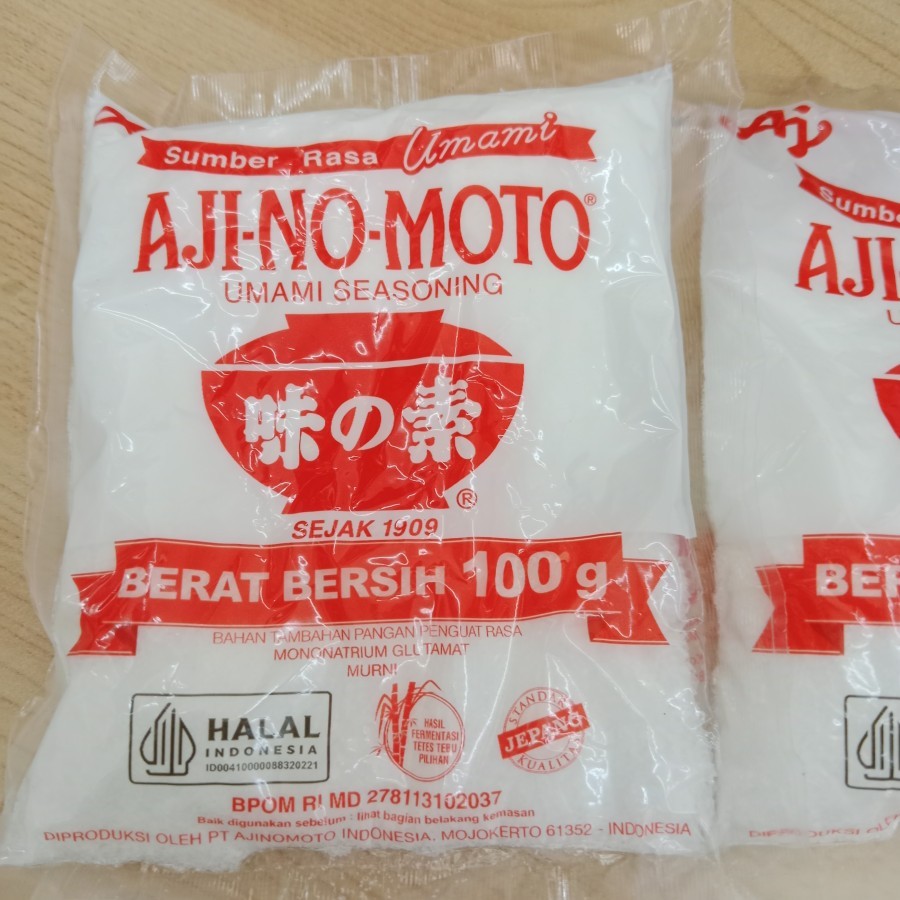 Sumber Rasa Umami
AJI-NO-MOTO®
UMAMI SEASONING
味の素
®
SEJAK 1909
BERAT BERSIH 100 g
BAHAN TAMBAHAN PANGAN PENGUAT RASA
MONONATRIUM GLUTAMAT
MURNI
HALAL
INDONESIA
ID00410000088320221
HASIL
FERMENTASI
TETES TEBU
PILIHAN
STANDAR
JEPANG
KUALITAS
BPOM RI MD 278113102037
Baik digunakan sebelum : lihat bagian belakang kemasan
DIPRODUKSI OLEH PT AJINOMOTO INDONESIA, MOJOKERTO 61352 - INDONESIA
Aj
Sumbe
AJI
U
BER
DIPRODUKSI OLEH